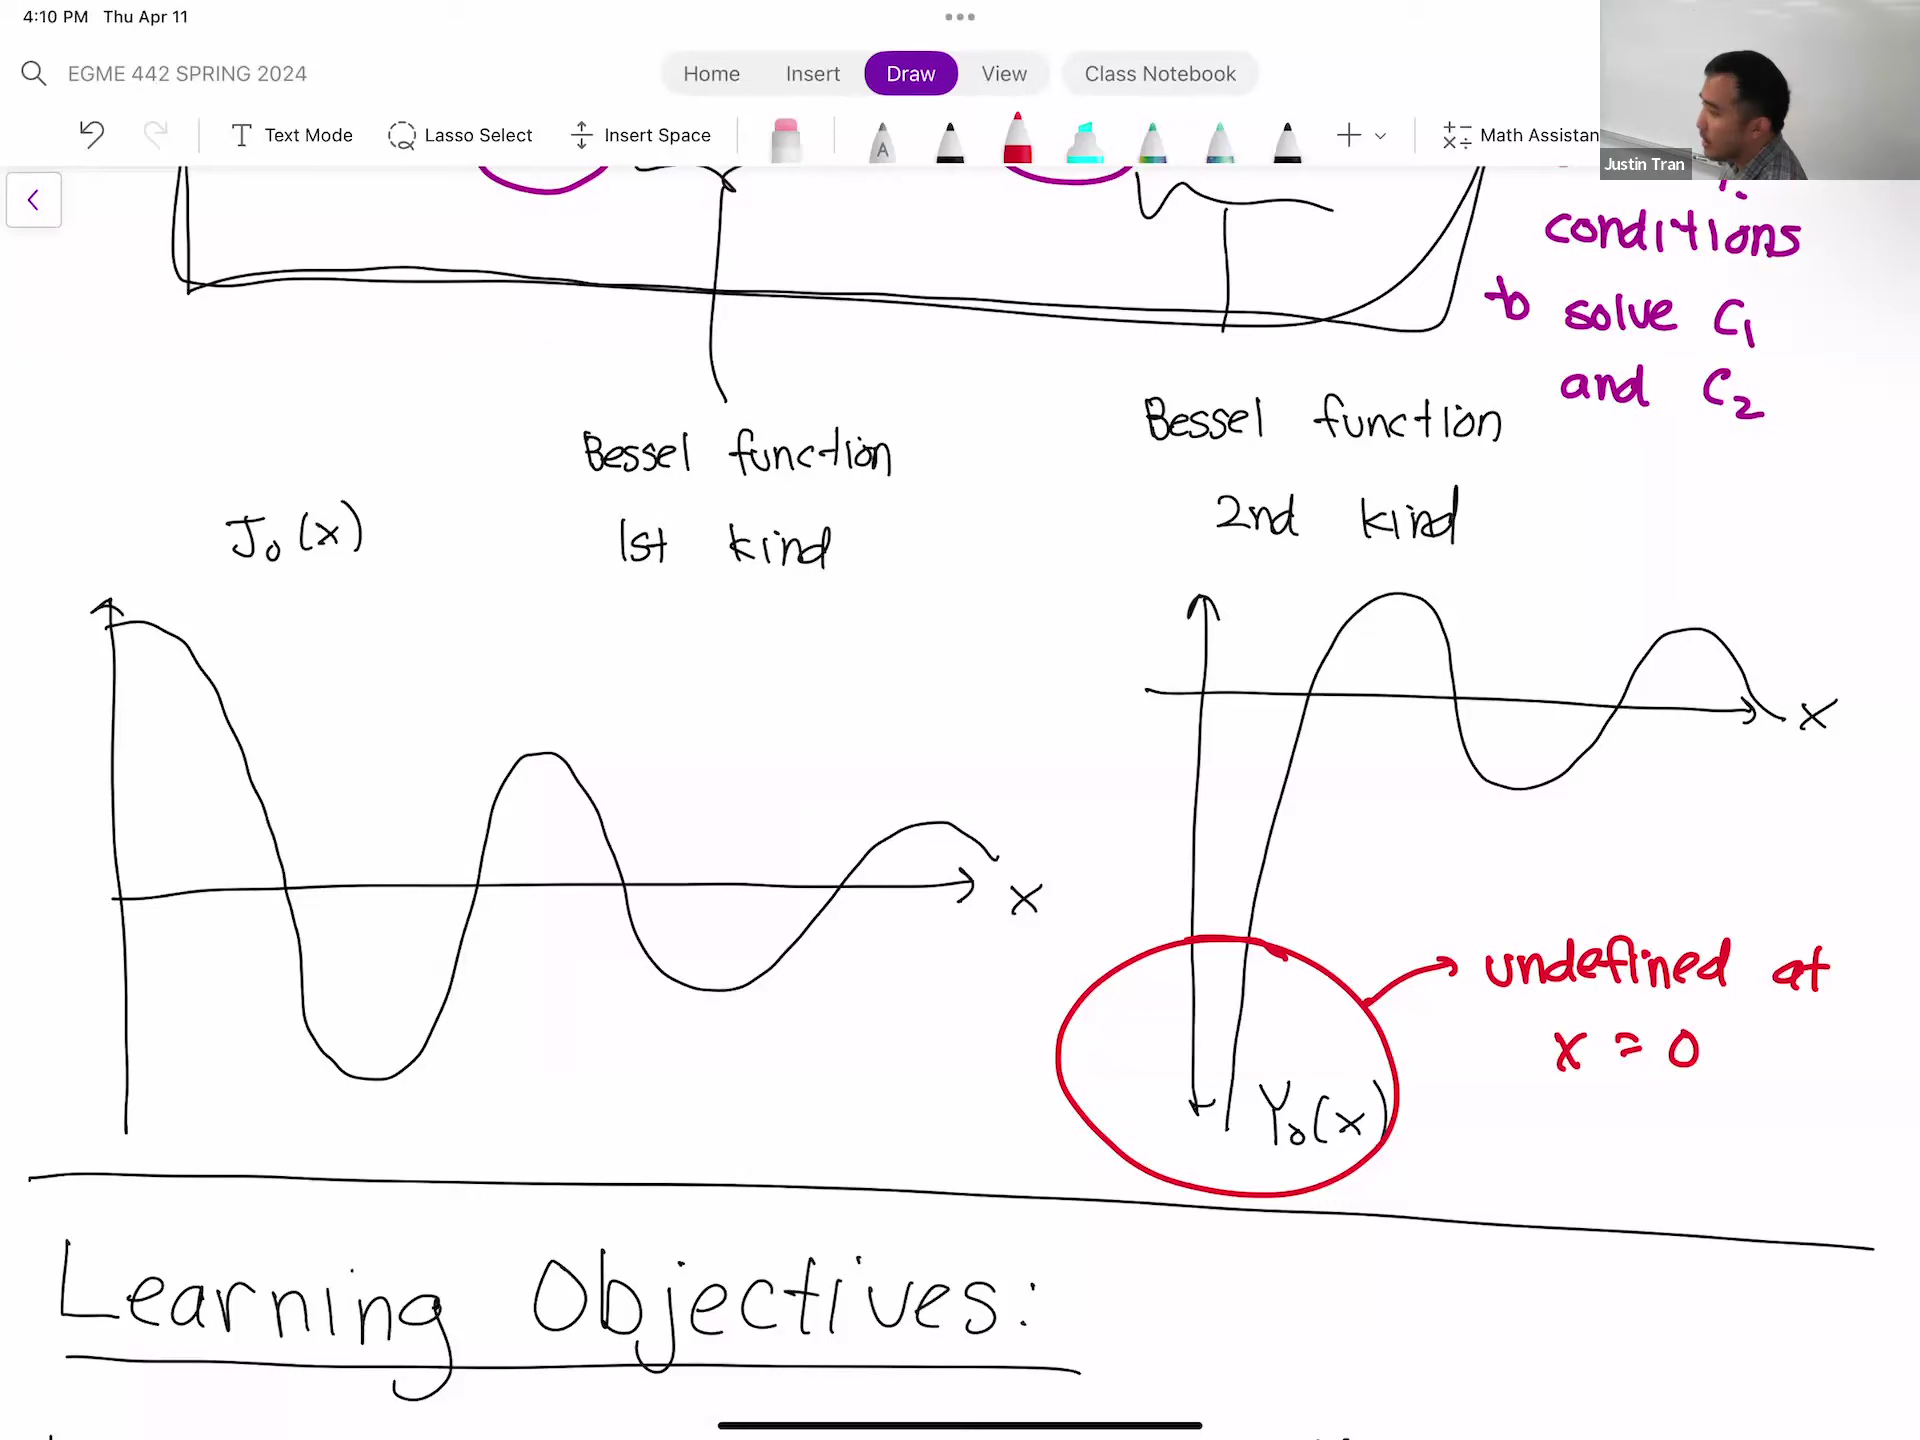 4:10 PM Thu Apr 11
EGME 442 SPRING 2024
Home Insert Draw View Class Notebook
Text Mode Lasso Select Insert Space A Math Assistan
Justin Tran
conditions
to solve C1
and C2
Bessel function
1st kind
Bessel function
2nd kind
J0(x)
x
x
undefined at
x = 0
Y0(x)
Learning Objectives: